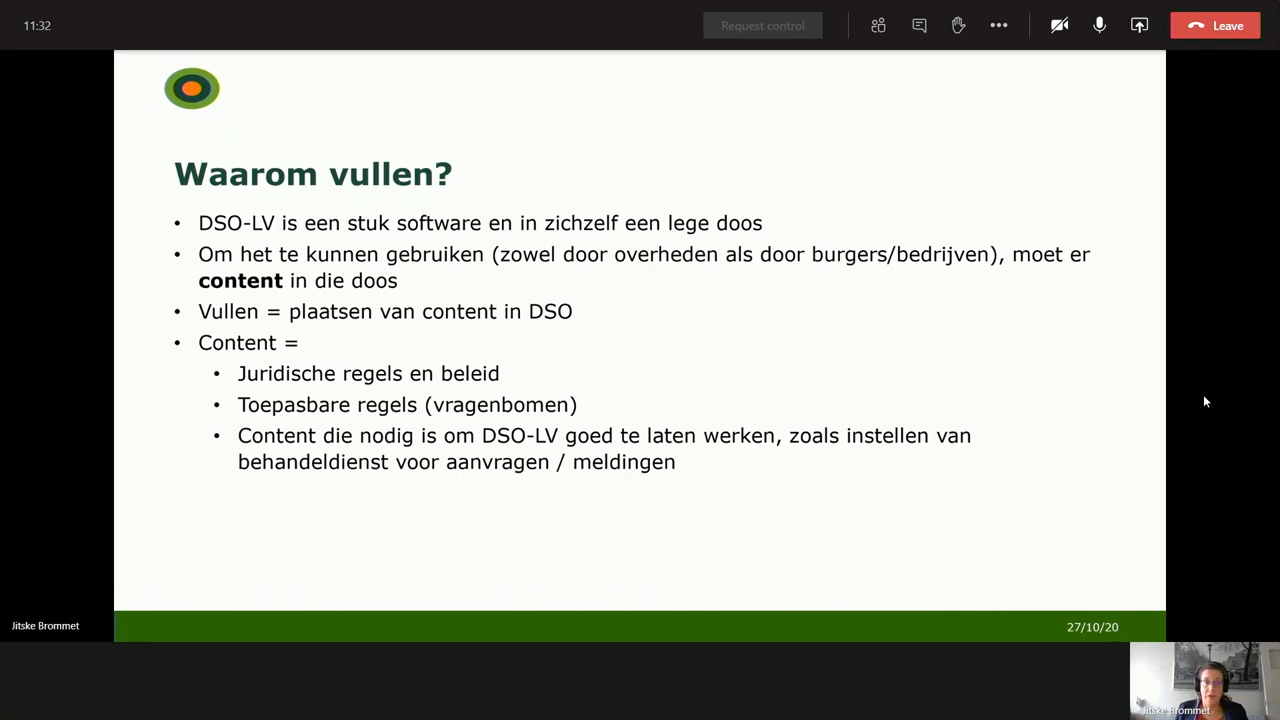 11:32
Request control
Leave
Waarom vullen?
• DSO-LV is een stuk software en in zichzelf een lege doos
• Om het te kunnen gebruiken (zowel door overheden als door burgers/bedrijven), moet er
content in die doos
• Vullen = plaatsen van content in DSO
• Content =
• Juridische regels en beleid
• Toepasbare regels (vragenbomen)
• Content die nodig is om DSO-LV goed te laten werken, zoals instellen van
behandeldienst voor aanvragen / meldingen
Jitske Brommet
27/10/20
Jitske Brommet